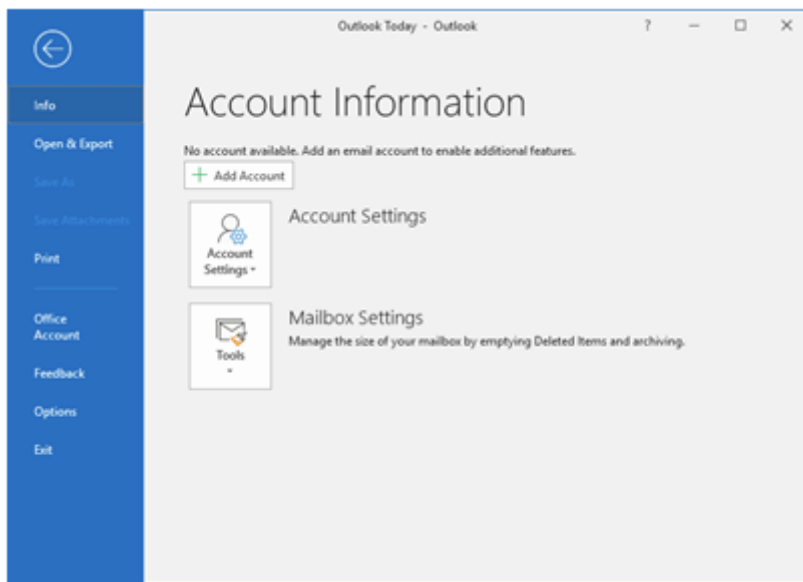 Outlook Today - Outlook
?
Info
Open & Export
Save As
Save Attachments
Print
Office
Account
Feedback
Options
Exit
Account Information
No account available. Add an email account to enable additional features.
Add Account
Account
Settings
Account Settings
Tools
Mailbox Settings
Manage the size of your mailbox by emptying Deleted Items and archiving.